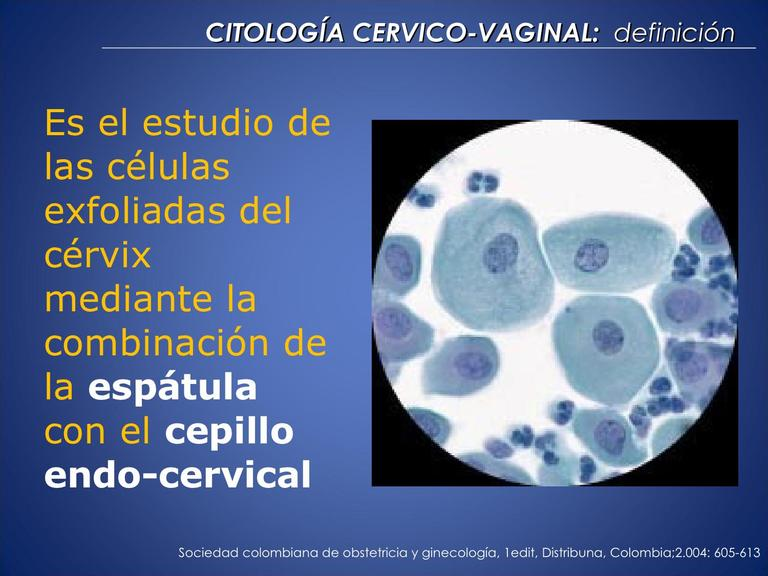 CITOLOGÍA CERVICO-VAGINAL: definición
Es el estudio de
las células
exfoliadas del
cérvix
mediante la
combinación de
la espátula
con el cepillo
endo-cervical
Sociedad colombiana de obstetricia y ginecología, 1edit, Distribuna, Colombia;2.004: 605-613